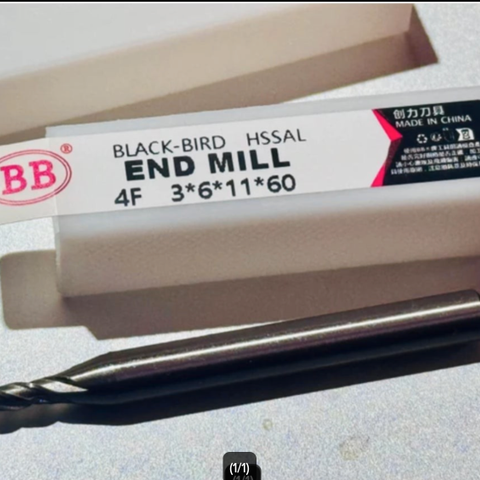 BB®
BLACK-BIRD HSSAL
END MILL
4F 3*6*11*60
创力刀具
MADE IN CHINA
(1/1)